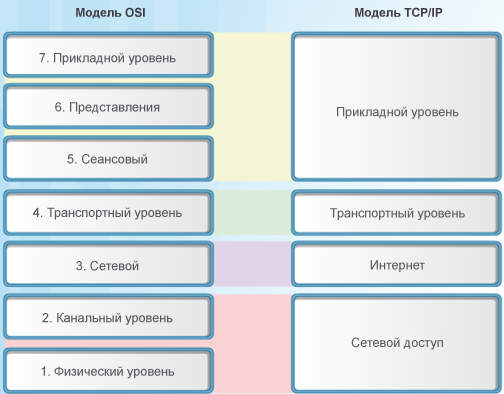 Модель OSI
Модель TCP/IP
7. Прикладной уровень
6. Представления
5. Сеансовый
Прикладной уровень
4. Транспортный уровень
Транспортный уровень
3. Сетевой
Интернет
2. Канальный уровень
1. Физический уровень
Сетевой доступ